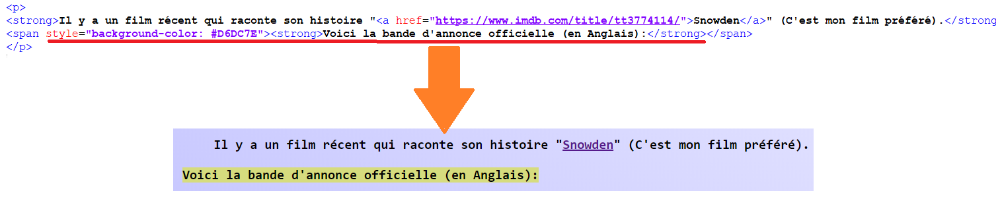 <p>
<strong>Il y a un film récent qui raconte son histoire "<a href="https://www.imdb.com/title/tt3774114/">Snowden</a>" (C'est mon film préféré).</strong
<span style="background-color: #D6DC7E"><strong>Voici la bande d'annonce officielle (en Anglais):</strong></span>
</p>
Il y a un film récent qui raconte son histoire "Snowden" (C'est mon film préféré).
Voici la bande d'annonce officielle (en Anglais):